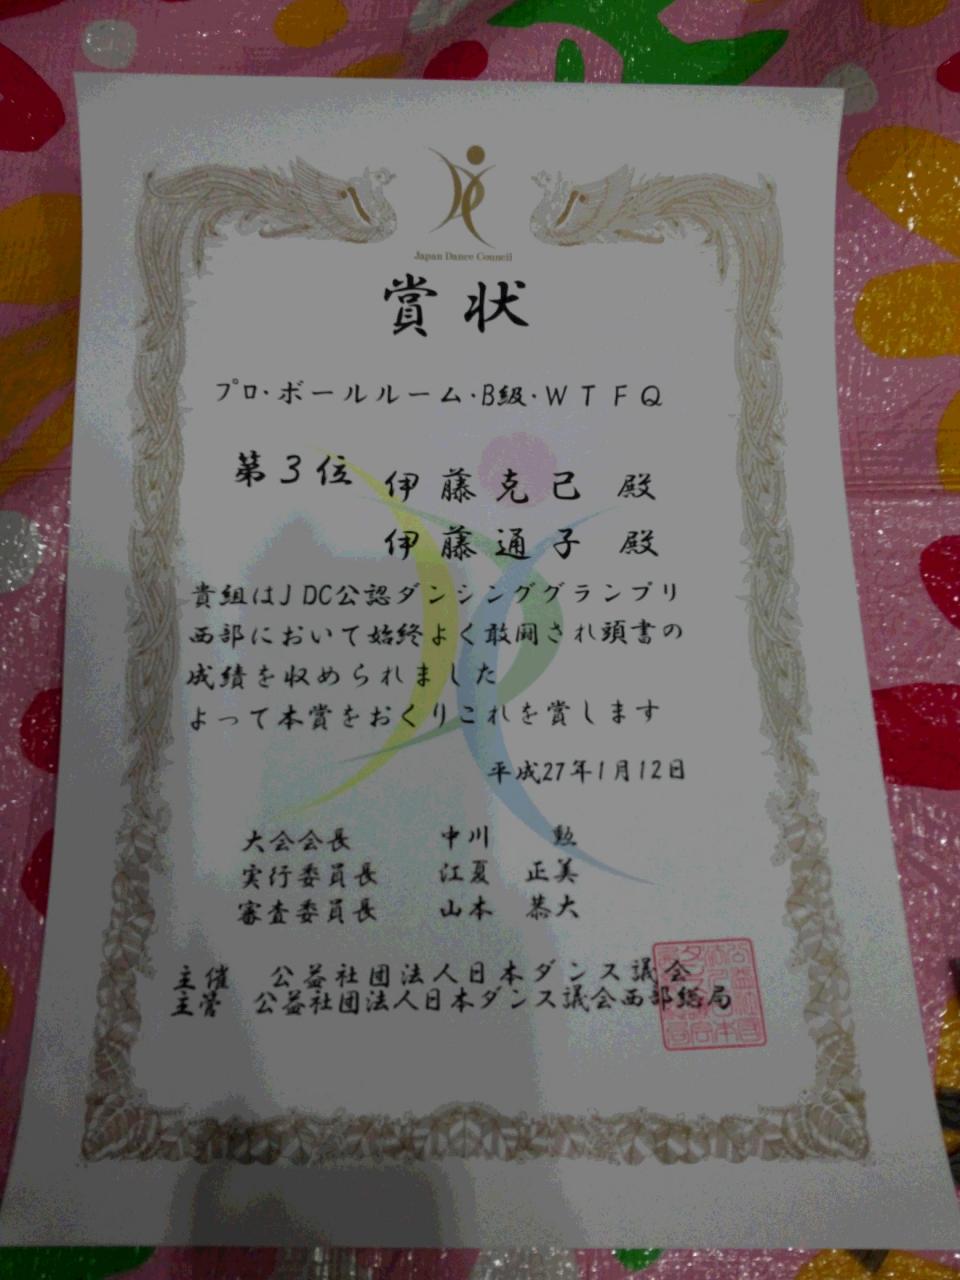 Japan Dance Council
賞状
プロ・ボールルーム・B級・WTFQ
第3位 伊藤克己 殿
伊藤通子 殿
貴組はJDC公認ダンシンググランプリ
西部において始終よく敢闘され頭書の
成績を収められました
よって本賞をおくりこれを賞します
平成27年1月12日
大会会長 中川 勲
実行委員長 江夏 正美
審査委員長 山本 恭大
主催 公益社団法人日本ダンス議会
主管 公益社団法人日本ダンス議会西部総局